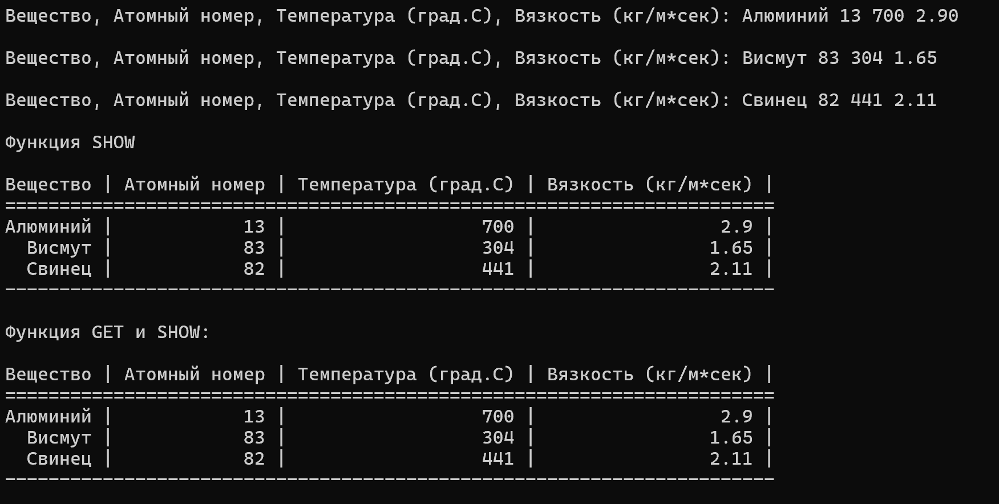 Вещество, Атомный номер, Температура (град.С), Вязкость (кг/м*сек): Алюминий 13 700 2.90
Вещество, Атомный номер, Температура (град.С), Вязкость (кг/м*сек): Висмут 83 304 1.65
Вещество, Атомный номер, Температура (град.С), Вязкость (кг/м*сек): Свинец 82 441 2.11
Функция SHOW
Вещество | Атомный номер | Температура (град.С) | Вязкость (кг/м*сек) |
=======================================================================
Алюминий |            13 |                  700 |                 2.9 |
  Висмут |            83 |                  304 |                1.65 |
  Свинец |            82 |                  441 |                2.11 |
-----------------------------------------------------------------------
Функция GET и SHOW:
Вещество | Атомный номер | Температура (град.С) | Вязкость (кг/м*сек) |
=======================================================================
Алюминий |            13 |                  700 |                 2.9 |
  Висмут |            83 |                  304 |                1.65 |
  Свинец |            82 |                  441 |                2.11 |
-----------------------------------------------------------------------